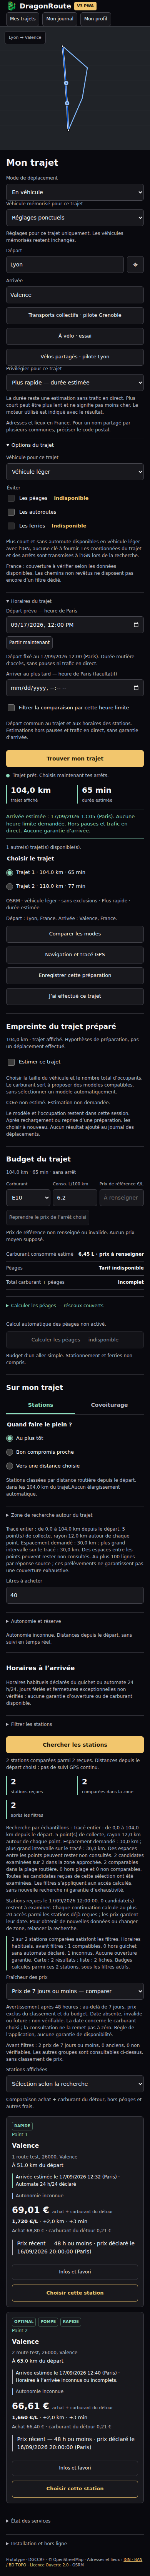 DragonRoute V3 PWA
Mes trajets
Mon journal
Mon profil
Lyon → Valence
Mon trajet
Mode de déplacement
En véhicule
Véhicule mémorisé pour ce trajet
Réglages ponctuels
Réglages pour ce trajet uniquement. Les véhicules
mémorisés restent inchangés.
Départ
Lyon
Arrivée
Valence
Transports collectifs · pilote Grenoble
À vélo · essai
Vélos partagés · pilote Lyon
Privilégier pour ce trajet
Plus rapide — durée estimée
La durée reste une estimation sans trafic en direct. Plus
court peut être plus lent et ne signifie pas moins cher. Le
moteur utilisé est indiqué avec le résultat.
Adresses et lieux en France. Pour un nom partagé par
plusieurs communes, précisez le code postal.
▾ Options du trajet
Véhicule pour ce trajet
Véhicule léger
Éviter
Les péages Indisponible
Les autoroutes
Les ferries Indisponible
Plus court et sans autoroute sont disponibles en véhicule léger avec
l'IGN, aucune clé à fournir. Les coordonnées du trajet
et des arrêts sont transmises à l'IGN lors de la recherche.
France : couverture à vérifier selon les données
disponibles. Les chemins non revêtus ne disposent pas
encore d'un filtre dédié.
▾ Horaires du trajet
Départ prévu — heure de Paris
09/17/2026, 12:00 PM
Partir maintenant
Départ fixé au 17/09/2026 12:00 (Paris). Durée routière
d'accès, sans pauses ni trafic en direct.
Arriver au plus tard — heure de Paris (facultatif)
mm/dd/yyyy, --:-- --
Filtrer la comparaison par cette heure limite
Départ commun au trajet et aux horaires des stations.
Estimations hors pauses et trafic en direct, sans garantie
d'arrivée.
Trouver mon trajet
Trajet prêt. Choisissez maintenant les arrêts.
104,0 km
trajet affiché
65 min
durée estimée
Arrivée estimée : 17/09/2026 13:05 (Paris). Aucune
heure limite demandée. Hors pauses et trafic en
direct. Aucune garantie d'arrivée.
1 autre(s) trajet(s) disponible(s).
Choisir le trajet
Trajet 1 · 104,0 km · 65 min
Trajet 2 · 118,0 km · 77 min
OSRM · véhicule léger · sans exclusions · Plus rapide ·
durée estimée
Départ : Lyon, France. Arrivée : Valence, France.
Comparer les modes
Navigation et tracé GPS
Enregistrer cette préparation
J'ai effectué ce trajet
Empreinte du trajet préparé
104,0 km · trajet affiché. Hypothèses de préparation, pas
un déplacement effectué.
Estimer ce trajet
Choisir la taille du véhicule et le nombre total d'occupants.
Le carburant sert à proposer des modèles compatibles,
sans sélectionner un modèle automatiquement.
CO₂e non estimé. Estimation non demandée.
Le modèle et l'occupation restent dans cette session.
Après rechargement ou reprise d'une préparation, vous
les choisirez à nouveau. Aucun résultat ajouté au journal des
déplacements.
Budget du trajet
104,0 km · 65 min · sans arrêt
Carburant
Conso. L/100 km
Prix de référence €/L
E10
6.2
À renseigner
Reprendre le prix de l'arrêt choisi
Prix de référence non renseigné ou invalide. Aucun prix
moyen supposé.
Carburant consommé estimé 6,45 L · prix à renseigner
Péages Tarif indisponible
Total carburant + péages Incomplet
▸ Calculer les péages — réseaux couverts
Calcul automatique des péages non activé.
Calculer les péages — indisponible
Budget d'un aller simple. Stationnement et ferries non
compris.
Sur mon trajet
Stations
Covoiturage
Quand faire le plein ?
Au plus tôt
Bon compromis proche
Vers une distance choisie
Stations classées par distance routière depuis le départ,
dans les 104,0 km du trajet. Aucun élargissement
automatique.
▸ Zone de recherche autour du trajet
Tracé entier : de 0,0 à 104,0 km depuis le départ, 5
point(s) de collecte, rayon 12,0 km autour de chaque
point. Espacement demandé : 30,0 km ; plus grand
intervalle sur le tracé : 30,0 km. Des espaces entre les
points peuvent rester non consultés. Au plus 100 lignes
par réponse source ; ces prélèvements ne garantissent pas
une couverture exhaustive.
Litres à acheter
40
▸ Autonomie et réserve
Autonomie inconnue. Distances depuis le départ, sans
suivi en temps réel.
Horaires à l'arrivée
Horaires habituels déclarés du guichet ou automate 24
h/24. Jours fériés et fermetures exceptionnelles non
vérifiés ; aucune garantie d'ouverture ou de carburant
disponible.
▸ Filtrer les stations
Chercher les stations
2 stations comparées parmi 2 reçues. Distances depuis le
départ choisi ; pas de suivi GPS continu.
2
stations reçues
2
comparées dans la zone
2
après les filtres
Recherche par échantillons : Tracé entier · de 0,0 à 104,0
km depuis le départ. 5 point(s) de collecte, rayon 12,0 km
autour de chaque point. Espacement demandé : 30,0 km ;
plus grand intervalle sur le tracé : 30,0 km. Des espaces entre
les points peuvent rester non consultés. 2 candidates
examinées sur 2 dans la zone approchée. 2 comparables
dans la plage routière, 0 hors plage et 0 non comparables.
Toutes les candidates reçues de cette sélection ont été
examinées. Les filtres s'appliquent aux accès calculés,
sans nouvelle recherche ni garantie d'exhaustivité.
Stations reçues le 17/09/2026 12:00:00. 0 candidate(s)
restent à examiner. Chaque continuation calcule au plus
20 accès parmi les stations déjà reçues ; les prix gardent
leur date. Pour obtenir de nouvelles données ou changer
de zone, relancer la recherche.
2 sur 2 stations comparées possibles. Horaires habituels,
avant filtres : 1 compatibles, 0 hors guichet sans
automate déclaré, 1 inconnus. Aucune ouverture
garantie. Carte : 2 résultats ; liste : 2 fiches. Badges
calculés parmi ces 2 stations, sous les filtres actifs.
Fraîcheur des prix
Prix de 7 jours ou moins — comparer
Avertissement après 48 heures ; au-delà de 7 jours, prix
exclus du classement et du budget. Date absente, invalide
ou future : non vérifiable. La date concerne le carburant
choisi ; la consultation ne la remet pas à zéro. Règle de
l'application, aucune garantie de disponibilité.
Avant filtres : 2 prix de 7 jours ou moins, 0 anciens, 0 non
vérifiables. Les autres groupes sont consultables ci-dessus,
sans classement de prix.
Stations affichées
Sélection selon la recherche
Comparaison achat + carburant du détour, hors péages et
autres frais.
RAPIDE
Point 1
Valence
1 route test, 26000, Valence
À 51,0 km du départ
Arrivée estimée le 17/09/2026 12:32 (Paris) ·
Automate 24 h/24 déclaré
Autonomie inconnue
69,01 € achat + carburant du détour
1,720 €/L · +2,0 km · +3 min
Achat 68,80 € · carburant du détour 0,21 €
Prix récent — 48 h ou moins · prix déclaré le
16/09/2026 20:00:00 (Paris)
Infos et favori
Choisir cette station
OPTIMAL POMPE RAPIDE
Point 2
Valence
2 route test, 26000, Valence
À 63,0 km du départ
Arrivée estimée le 17/09/2026 12:40 (Paris) ·
Horaires à l'arrivée inconnus ou incomplets.
Autonomie inconnue
66,61 € achat + carburant du détour
1,660 €/L · +2,0 km · +3 min
Achat 66,40 € · carburant du détour 0,21 €
Prix récent — 48 h ou moins · prix déclaré le
16/09/2026 20:00:00 (Paris)
Infos et favori
Choisir cette station
▸ Etat des services
▸ Installation et hors ligne
Prototype · DGCCRF · © OpenStreetMap · Adresses et lieux : IGN · BAN
/ BD TOPO · Licence Ouverte 2.0 · OSRM